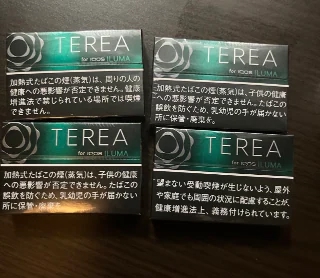 TEREA
for IQOS ILUMA
加熱式たばこの煙(蒸気)は、周りの人の
健康への悪影響が否定できません。健康
増進法で禁じられている場所では喫煙
できません。
TEREA
for IQOS ILUMA
加熱式たばこの煙(蒸気)は、子供の健康
への悪影響が否定できません。たばこの
誤飲を防ぐため、乳幼児の手が届かない
所に保管・廃棄を。
TEREA
for IQOS ILUMA
加熱式たばこの煙(蒸気)は、子供の健康
への悪影響が否定できません。たばこの
誤飲を防ぐため、乳幼児の手が届かない
所に保管・廃棄を。
TEREA
for IQOS ILUMA
望まない受動喫煙が生じないよう、屋外
や家庭でも周囲の状況に配慮することが、
健康増進法上、義務付けられています。